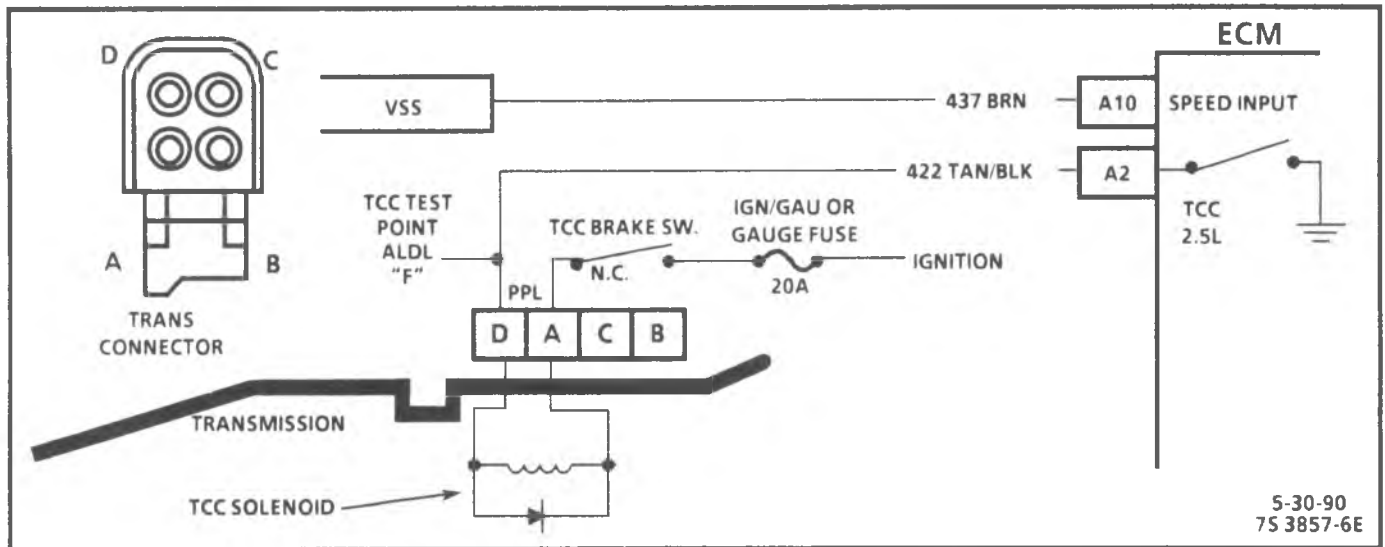 ECM
D
C
VSS
437 BRN
A10
SPEED INPUT
422 TAN/BLK
A2
TCC
2.5L
TCC TEST
POINT
ALDL
"F"
TCC BRAKE SW.
N.C.
IGN/GAU OR
GAUGE FUSE
20A
IGNITION
A
B
TRANS
CONNECTOR
PPL
D
A
C
B
TRANSMISSION
TCC SOLENOID
5-30-90
7S 3857-6E